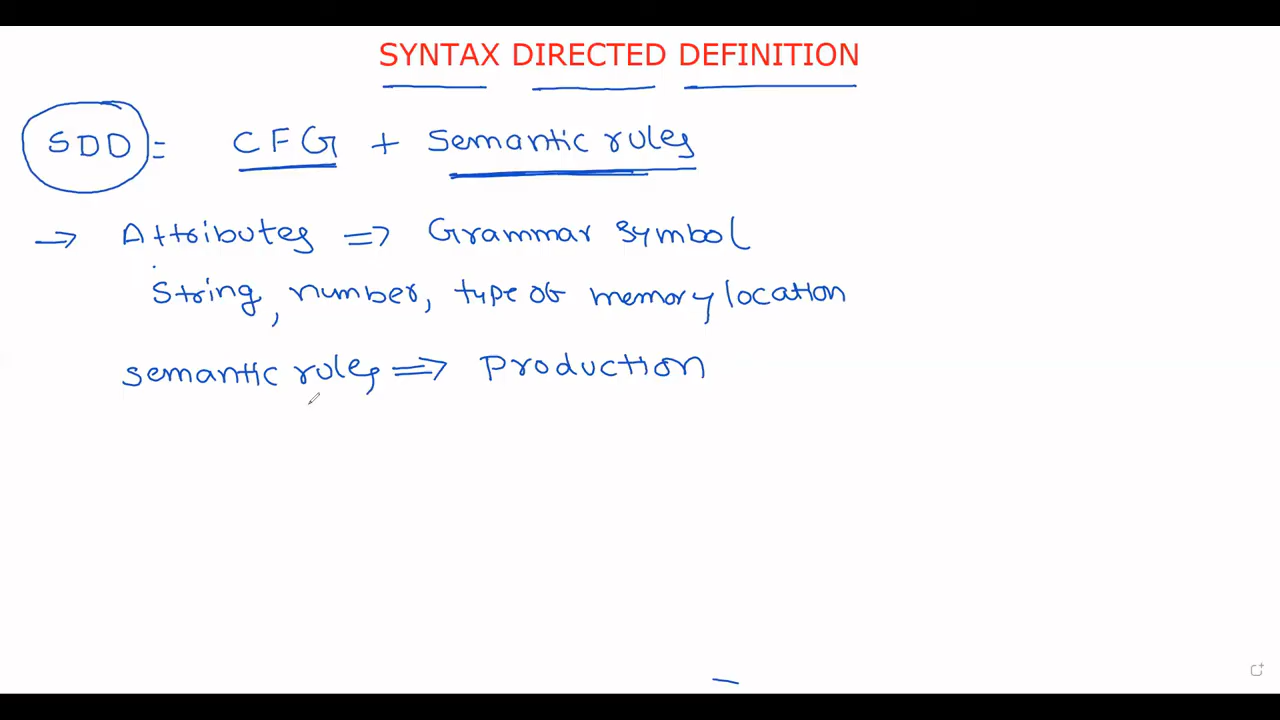 SYNTAX DIRECTED DEFINITION
SDD = CFG + Semantic rules
→ Attributes ⇒ Grammar symbol
String, number, type of memory location
semantic rules ⇒ production